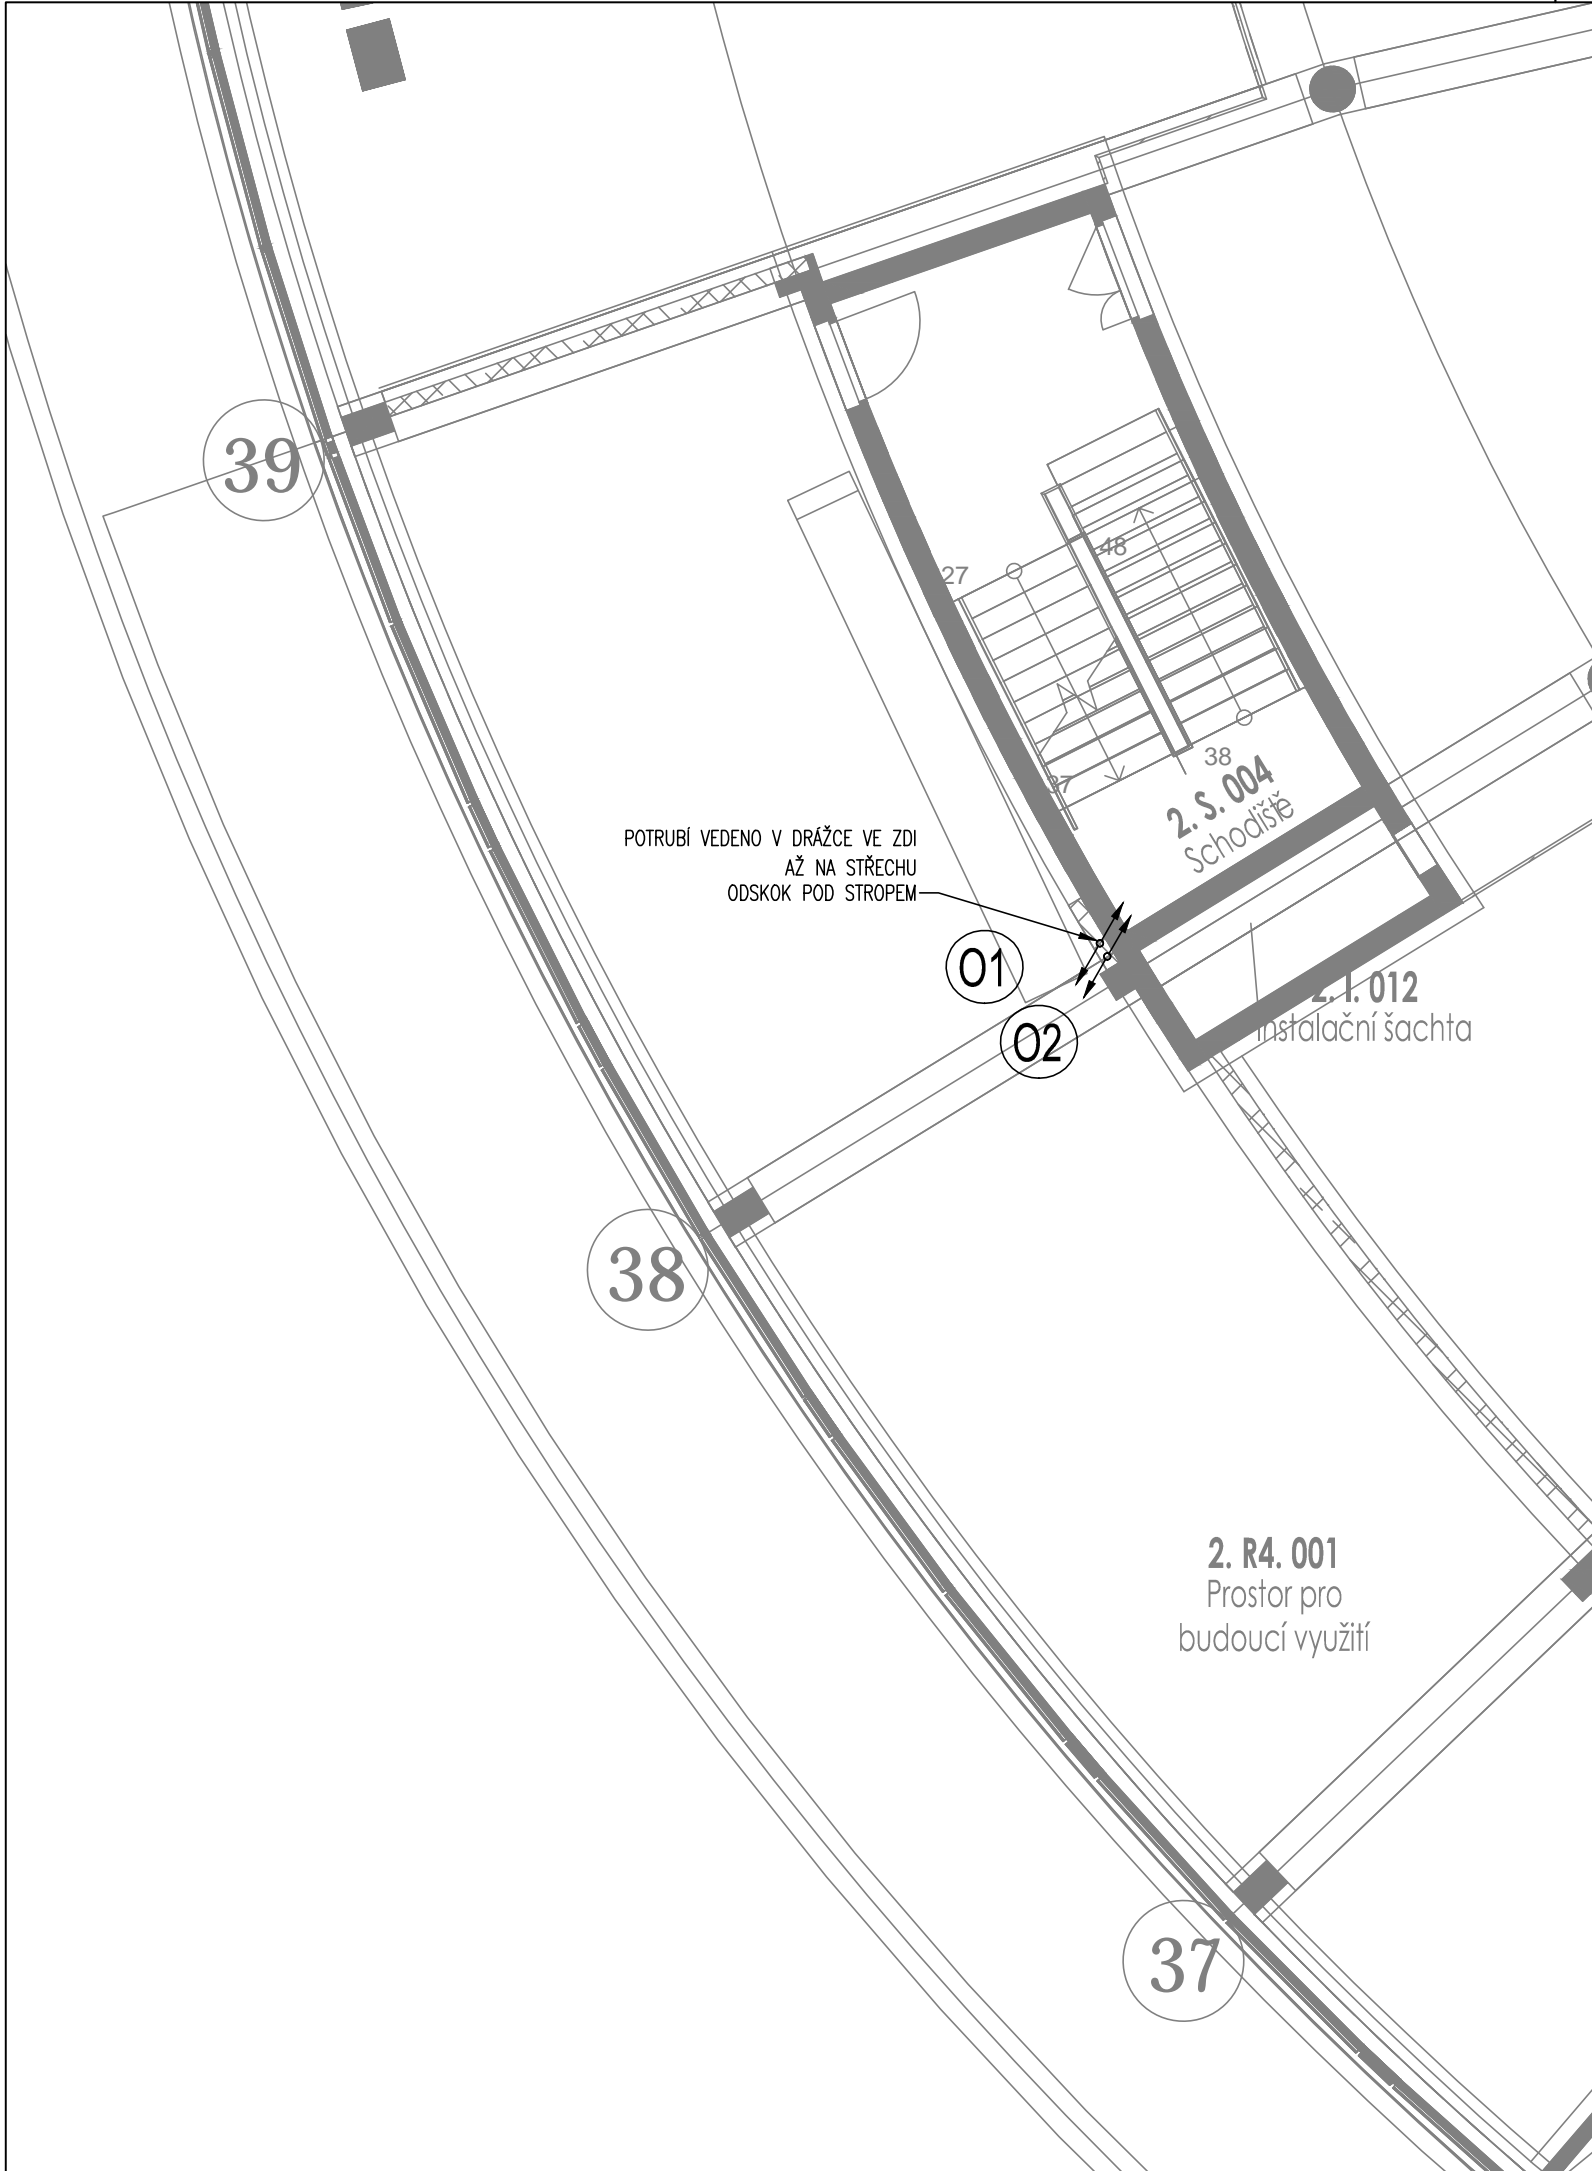 39
48
27
38
37
2. S. 004
Schodiště
POTRUBÍ VEDENO V DRÁŽCE VE ZDI
AŽ NA STŘECHU
ODSKOK POD STROPEM
O1
2. I. 012
Instalační šachta
O2
38
2. R4. 001
Prostor pro
budoucí využití
37